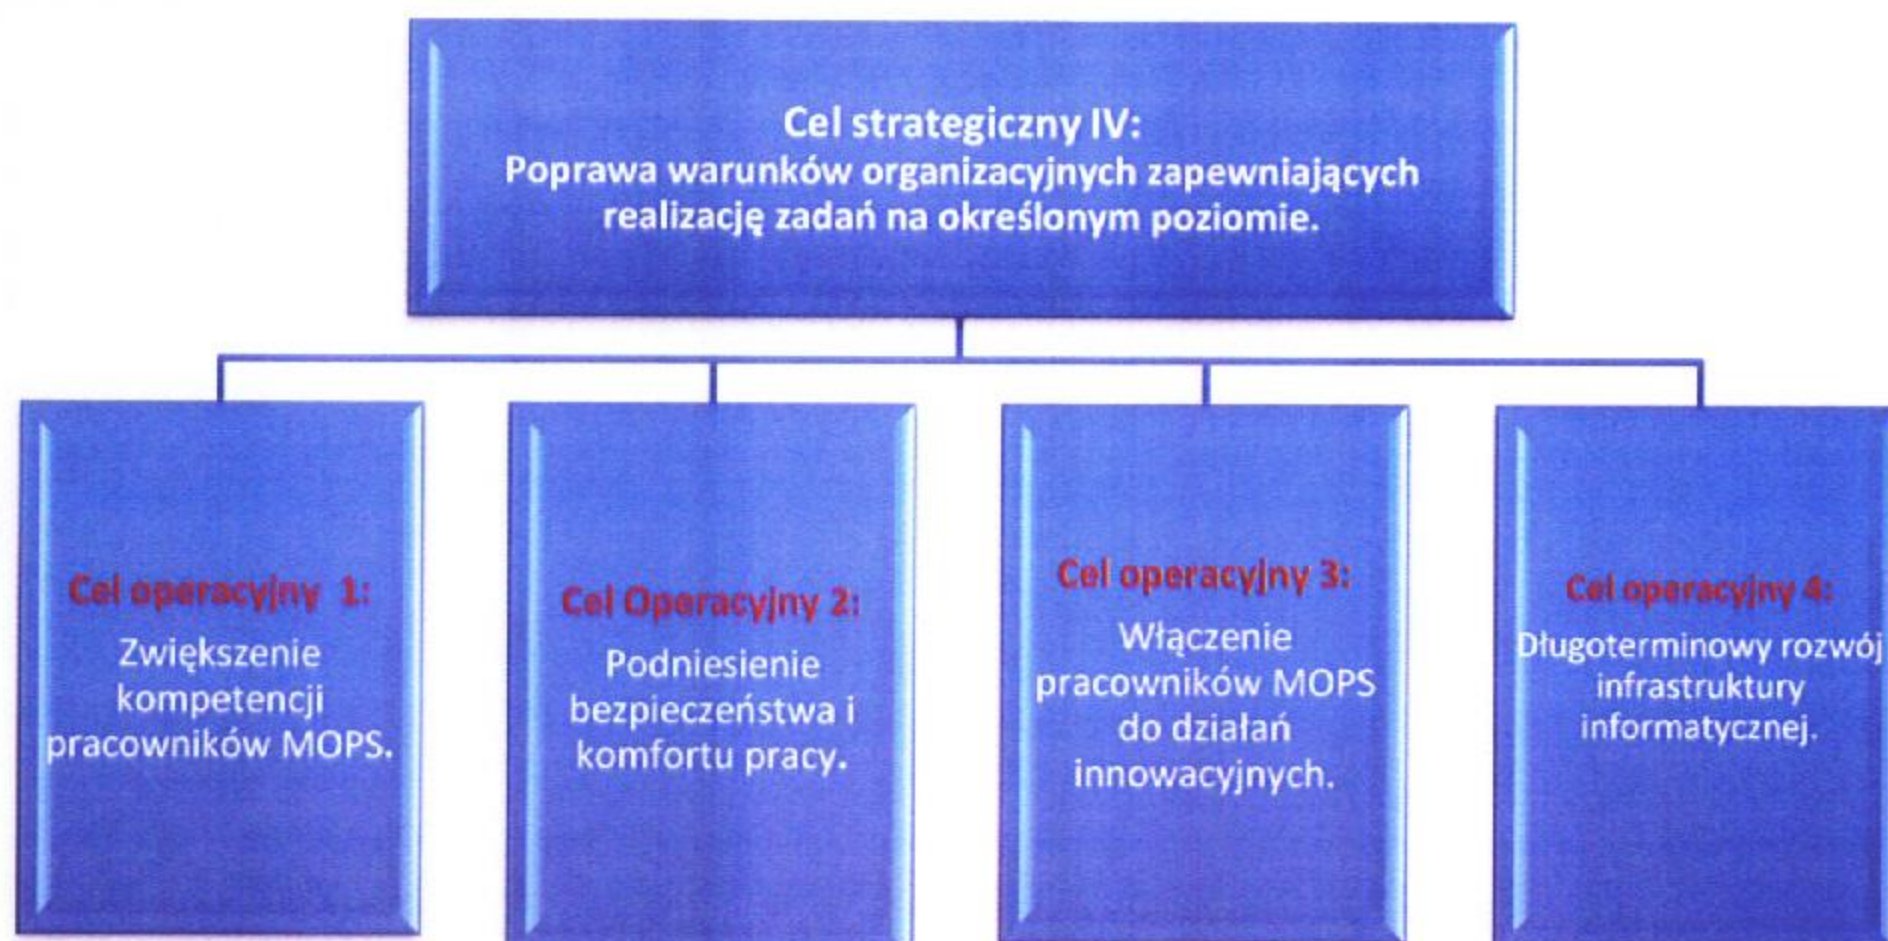 Cel strategiczny IV:
Poprawa warunków organizacyjnych zapewniających
realizację zadań na określonym poziomie.
Cel operacyjny 1:
Zwiększenie
kompetencji
pracowników MOPS.
Cel Operacyjny 2:
Podniesienie
bezpieczeństwa i
komfortu pracy.
Cel operacyjny 3:
Włączenie
pracowników MOPS
do działań
innowacyjnych.
Cel operacyjny 4:
Długoterminowy rozwój
infrastruktury
informatycznej.